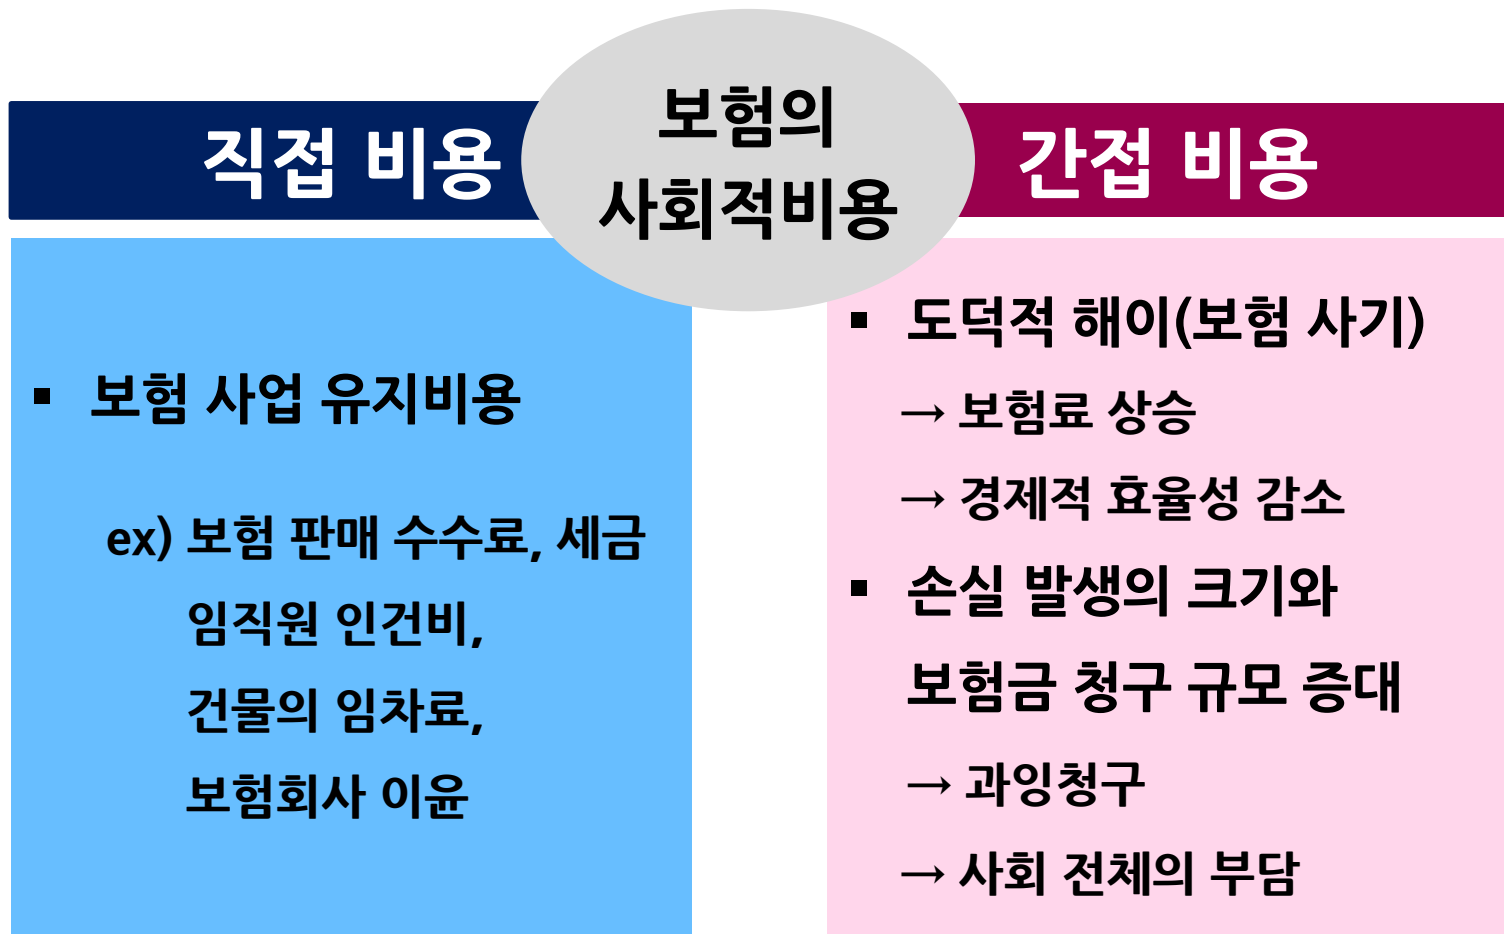 보험의
사회적비용
직접 비용
▪ 보험 사업 유지비용
ex) 보험 판매 수수료, 세금
임직원 인건비,
건물의 임차료,
보험회사 이윤
간접 비용
▪ 도덕적 해이(보험 사기)
→ 보험료 상승
→ 경제적 효율성 감소
▪ 손실 발생의 크기와
보험금 청구 규모 증대
→ 과잉청구
→ 사회 전체의 부담